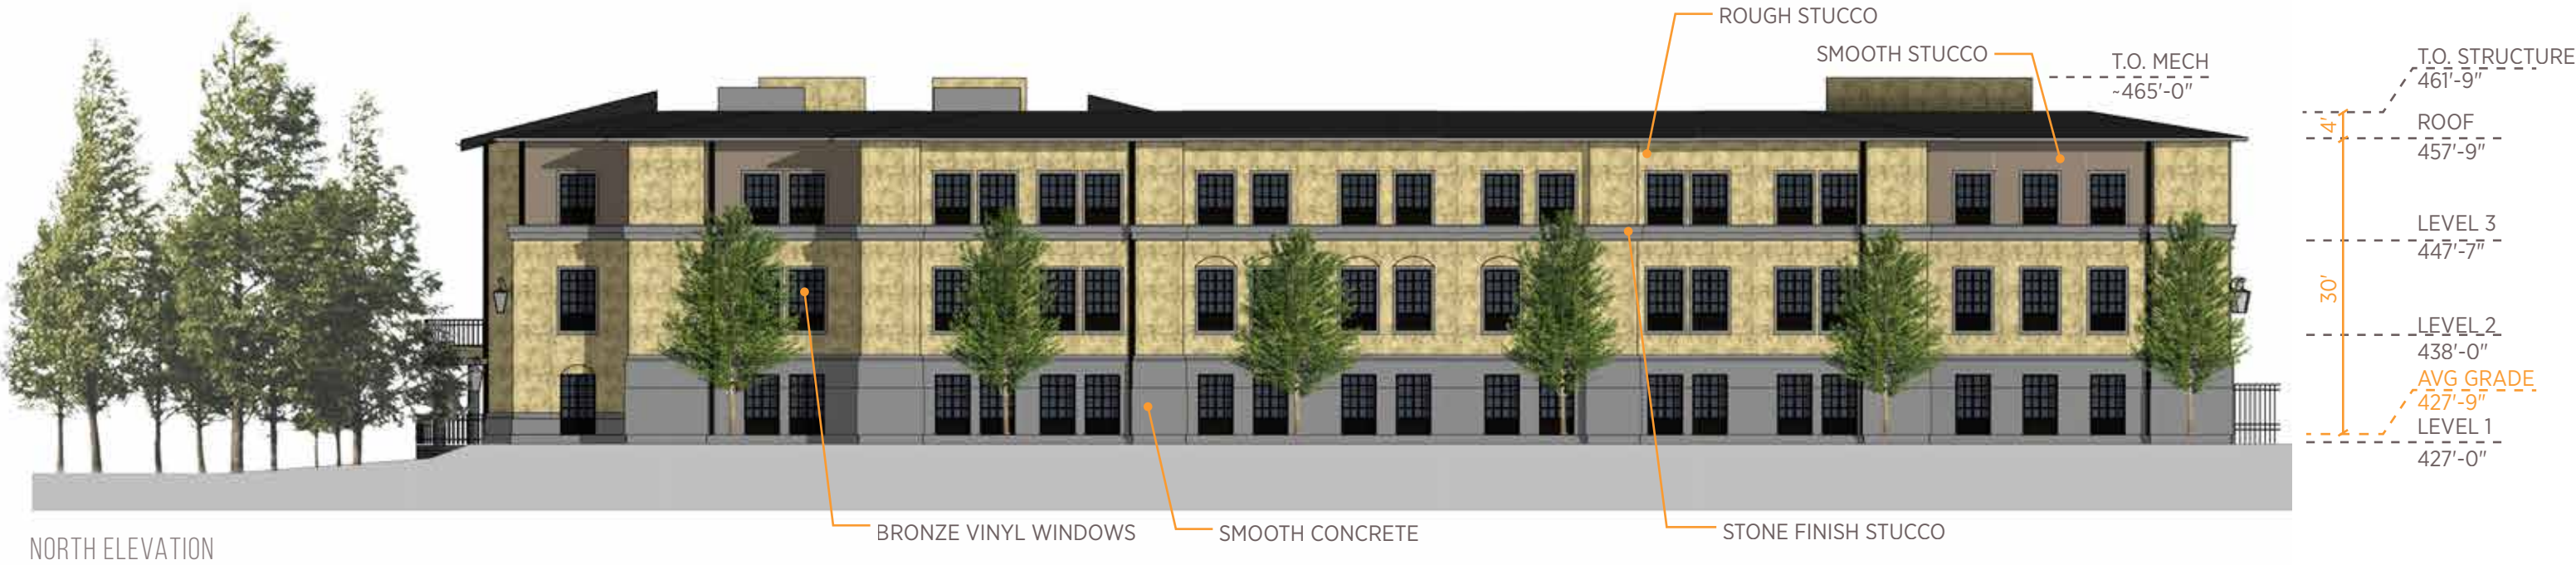 ROUGH STUCCO
SMOOTH STUCCO
T.O. MECH
~465'-0"
T.O. STRUCTURE
461'-9"
4'
ROOF
457'-9"
LEVEL 3
447'-7"
30'
LEVEL 2
438'-0"
AVG GRADE
427'-9"
LEVEL 1
427'-0"
BRONZE VINYL WINDOWS
SMOOTH CONCRETE
STONE FINISH STUCCO
NORTH ELEVATION